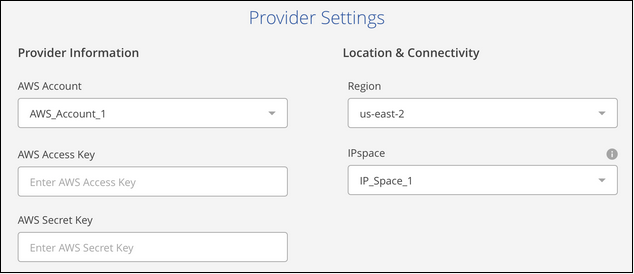 Provider Settings
Provider Information
AWS Account
AWS_Account_1
AWS Access Key
Enter AWS Access Key
AWS Secret Key
Enter AWS Secret Key
Location & Connectivity
Region
us-east-2
IPspace
i
IP_Space_1